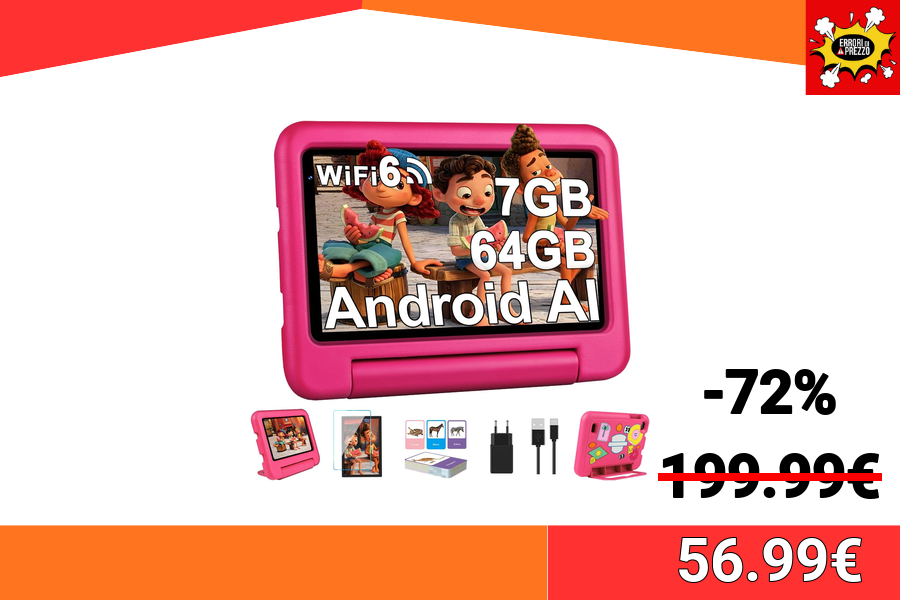 ERRORI DI
PREZZO
WiFi6
7GB
64GB
Android AI
-72%
199.99€
56.99€